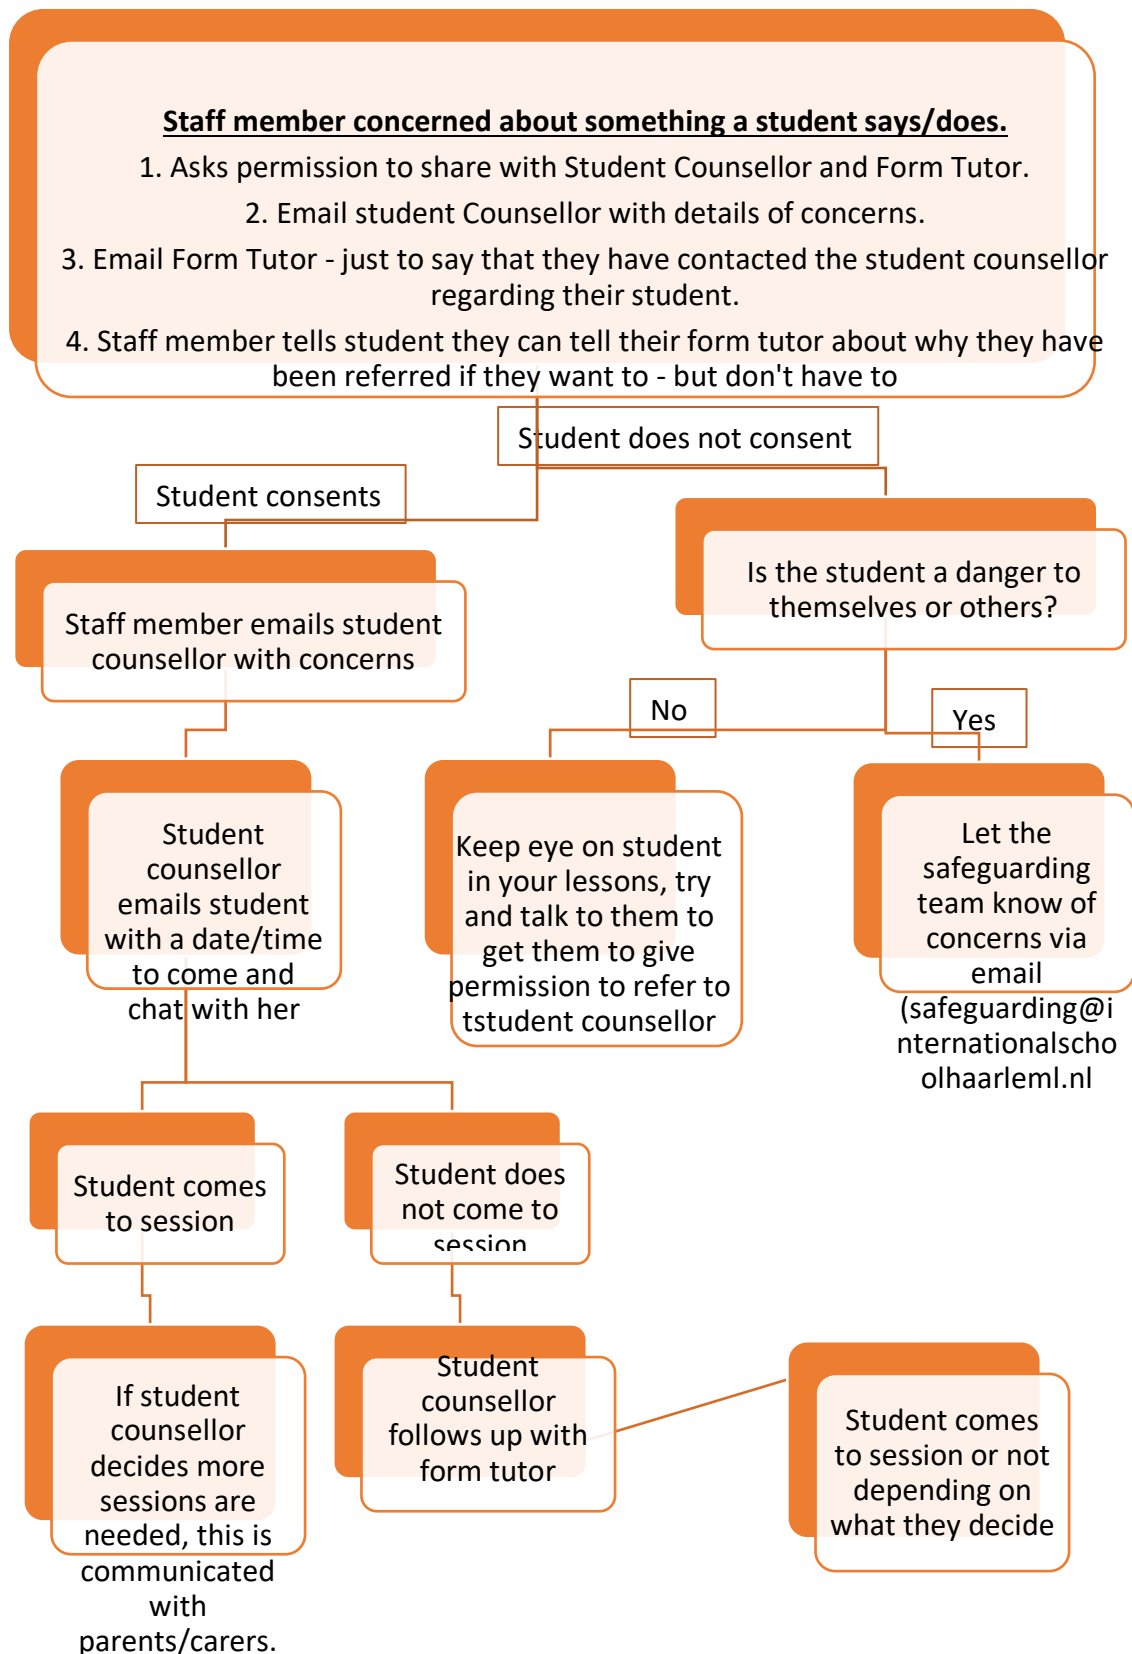 Staff member concerned about something a student says/does.
1. Asks permission to share with Student Counsellor and Form Tutor.
2. Email student Counsellor with details of concerns.
3. Email Form Tutor - just to say that they have contacted the student counsellor
regarding their student.
4. Staff member tells student they can tell their form tutor about why they have
been referred if they want to - but don't have to
Student does not consent
Student consents
Is the student a danger to
themselves or others?
Staff member emails student
counsellor with concerns
No
Yes
Student
counsellor
emails student
with a date/time
to come and
chat with her
Keep eye on student
in your lessons, try
and talk to them to
get them to give
permission to refer to
tstudent counsellor
Let the
safeguarding
team know of
concerns via
email
(safeguarding@i
nternationalscho
olhaarleml.nl
Student comes
to session
Student does
not come to
session
If student
counsellor
decides more
sessions are
needed, this is
communicated
with
parents/carers.
Student
counsellor
follows up with
form tutor
Student comes
to session or not
depending on
what they decide